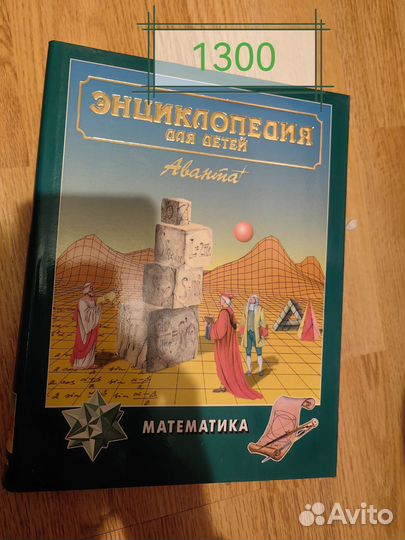 1300
ЭНЦИКЛОПЕДИЯ
ДЛЯ ДЕТЕЙ
Аванта+
МАТЕМАТИКА
Avito